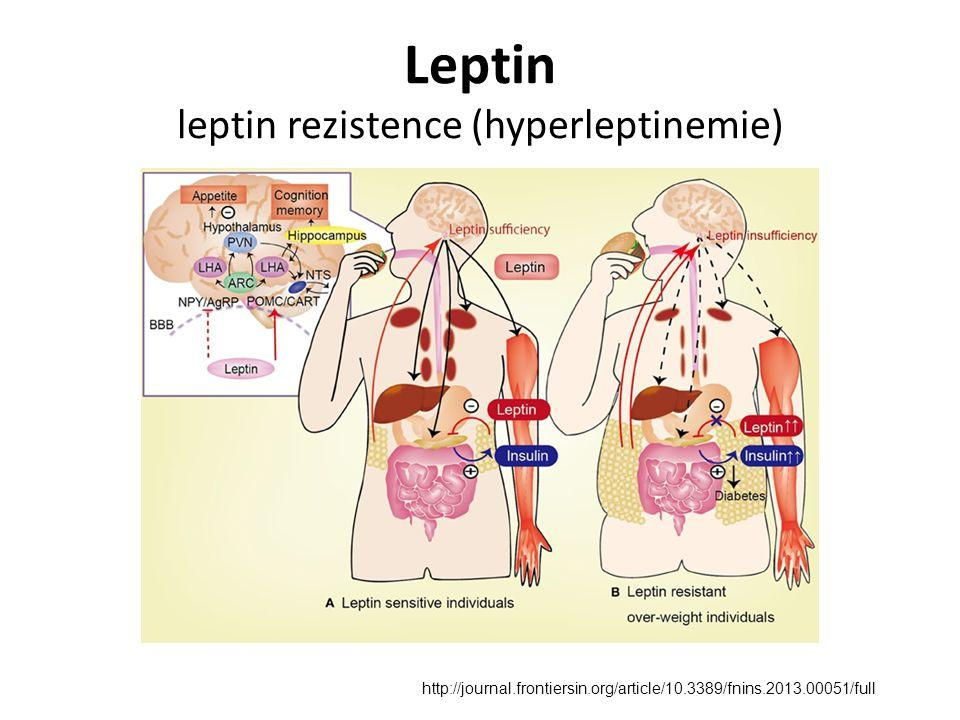 Leptin
leptin rezistence (hyperleptinemie)
Appetite
Cognition
memory
Hypothalamus
PVN
Hippocampus
LHA
LHA
NTS
ARC
NPY/AgRP
POMC/CART
BBB
Leptin
Leptin sufficiency
Leptin
Leptin
Insulin
A Leptin sensitive individuals
Leptin insufficiency
Leptin↑↑
Insulin↑↑
Diabetes
B Leptin resistant
over-weight individuals
http://journal.frontiersin.org/article/10.3389/fnins.2013.00051/full